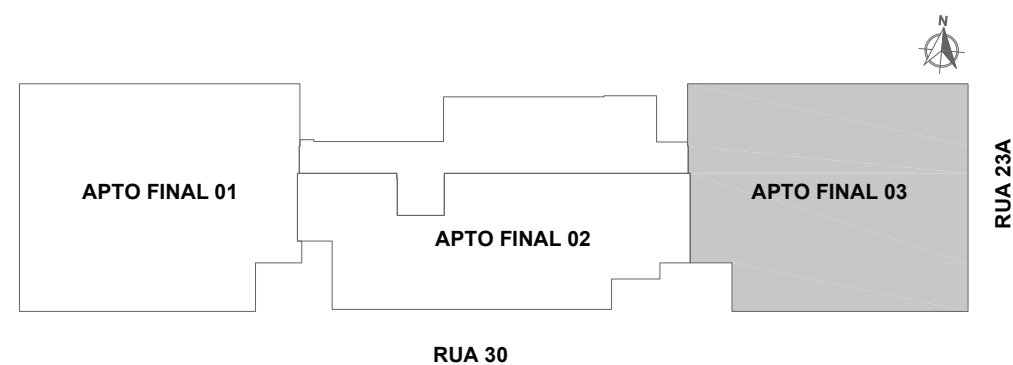 N
APTO FINAL 01
APTO FINAL 02
APTO FINAL 03
RUA 23A
RUA 30